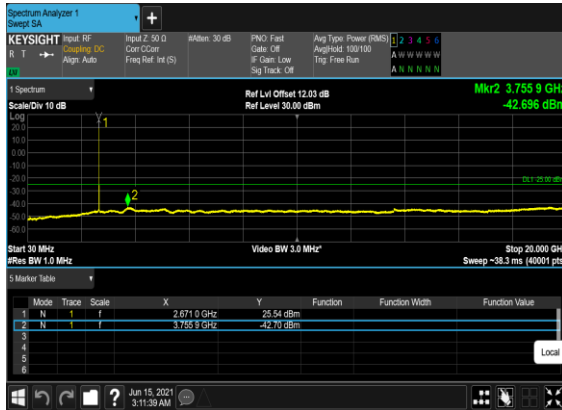 Spectrum Analyzer 1
Swept SA
+
KEYSIGHT Input: RF Input Z: 50 Ω #Atten: 30 dB PNO: Fast Avg Type: Power (RMS) 1 2 3 4 5 6
R T Coupling: DC Corr CCorr Gate: Off Avg|Hold: 100/100 A W W W W W
Align: Auto Freq Ref: Int (S) IF Gain: Low Trig: Free Run
LXI Sig Track: Off A N N N N N
1 Spectrum
Ref Lvl Offset 12.03 dB Mkr2 3.755 9 GHz
Scale/Div 10 dB Ref Level 30.00 dBm -42.696 dBm
Log
20.0
1
10.0
0.00
-10.0
-20.0
DL1 -25.00 dBm
-30.0
2
-40.0
-50.0
-60.0
Start 30 MHz Video BW 3.0 MHz* Stop 20.000 GHz
#Res BW 1.0 MHz Sweep ~38.3 ms (40001 pts)
5 Marker Table
Mode Trace Scale X Y Function Function Width Function Value
1 N 1 f 2.671 0 GHz 25.54 dBm
2 N 1 f 3.755 9 GHz -42.70 dBm
3
4
5
6
Local
? Jun 15, 2021
3:11:39 AM